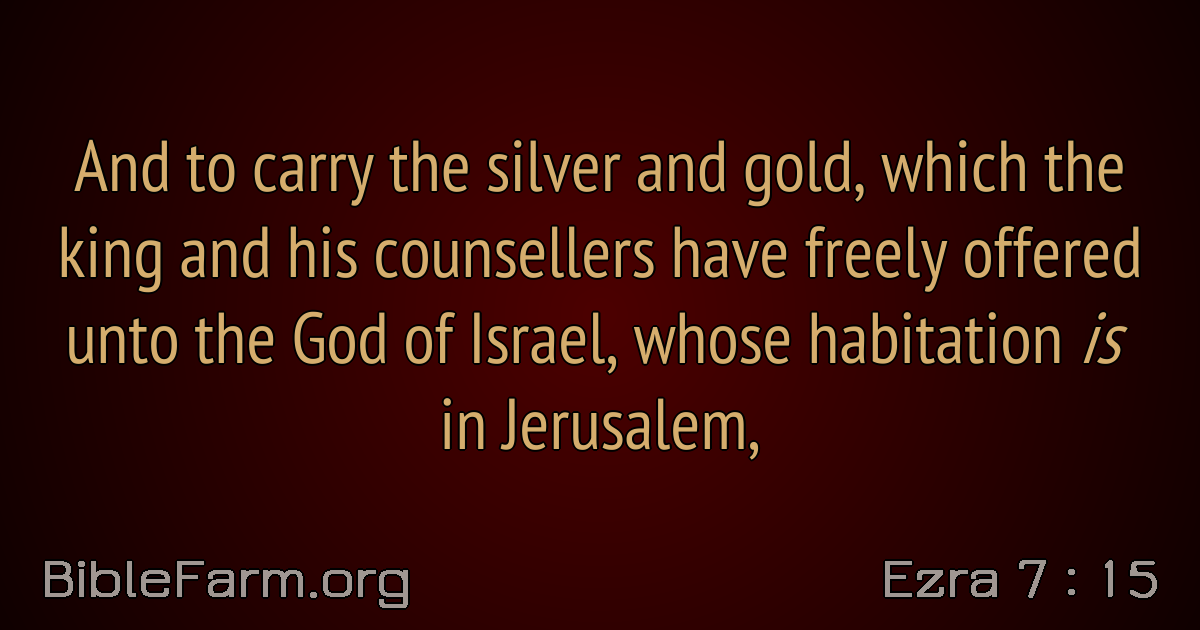 And to carry the silver and gold, which the
king and his counsellers have freely offered
unto the God of Israel, whose habitation is
in Jerusalem,
BibleFarm.org
Ezra 7 : 15